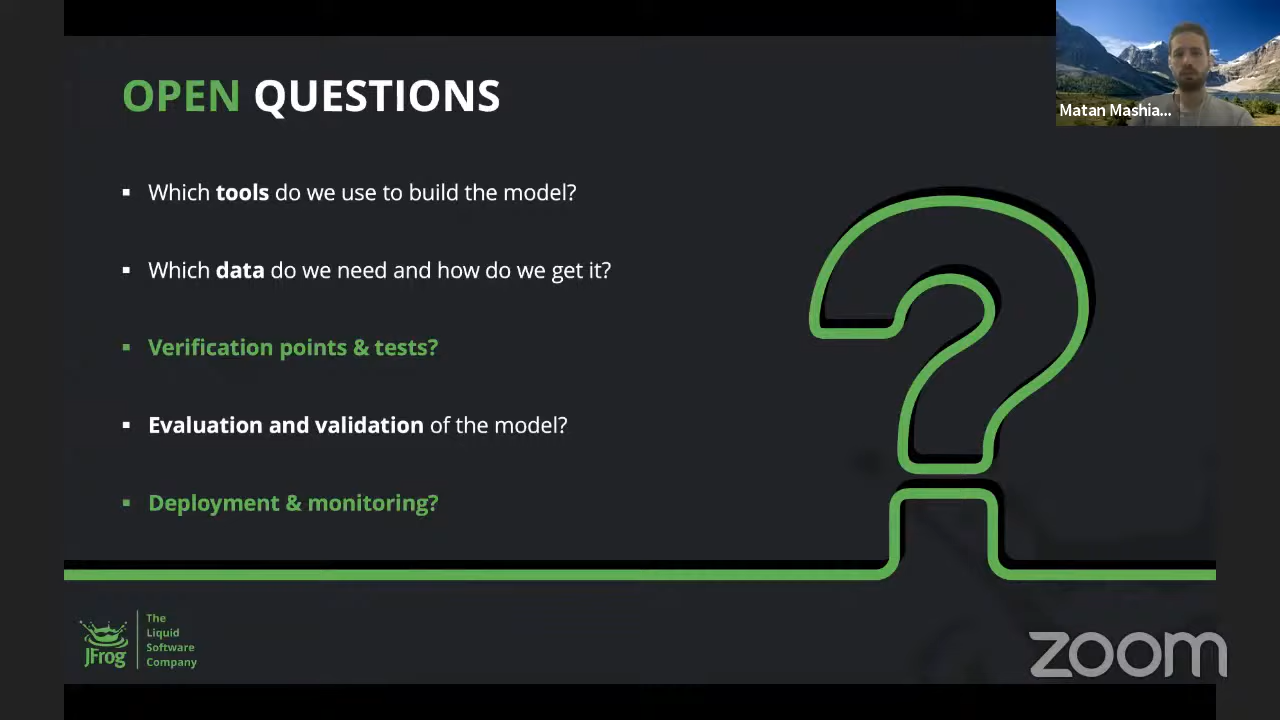 OPEN QUESTIONS
Matan Mashia...
▪ Which tools do we use to build the model?
▪ Which data do we need and how do we get it?
▪ Verification points & tests?
▪ Evaluation and validation of the model?
▪ Deployment & monitoring?
JFrog
The
Liquid
Software
Company
zoom